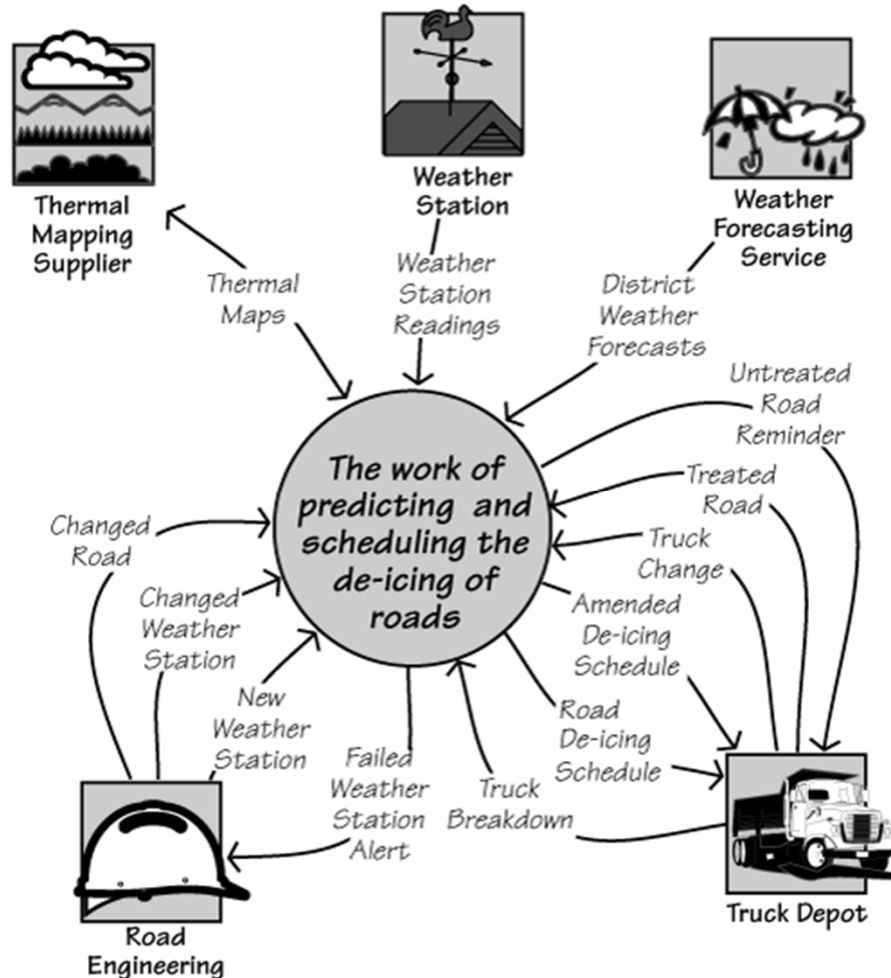 Thermal
Mapping
Supplier
Weather
Station
Weather
Forecasting
Service
Thermal
Maps
Weather
Station
Readings
District
Weather
Forecasts
Untreated
Road
Reminder
The work of
predicting and
scheduling the
de-icing of
roads
Treated
Road
Truck
Change
Amended
De-icing
Schedule
Road
De-icing
Schedule
Changed
Road
Changed
Weather
Station
New
Weather
Station
Failed
Weather
Station
Alert
Truck
Breakdown
Road
Engineering
Truck Depot